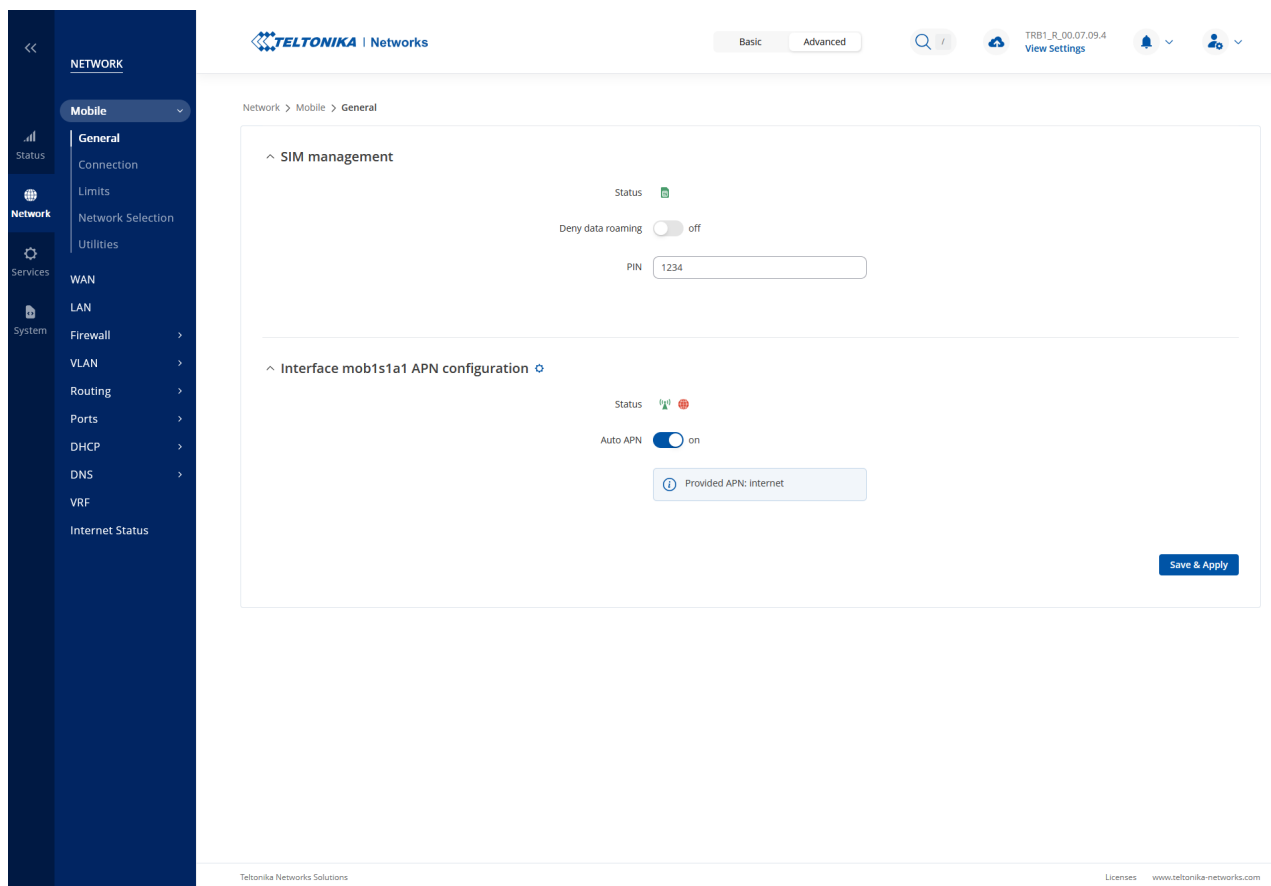 TELTONIKA | Networks
Basic
Advanced
/
TRB1_R_00.07.09.4
View Settings
NETWORK
Mobile
General
Connection
Limits
Network Selection
Utilities
WAN
LAN
Firewall
VLAN
Routing
Ports
DHCP
DNS
VRF
Internet Status
Status
Network
Services
System
Network > Mobile > General
SIM management
Status
Deny data roaming off
PIN 1234
Interface mob1s1a1 APN configuration
Status
Auto APN on
Provided APN: internet
Save & Apply
Teltonika Networks Solutions
Licenses www.teltonika-networks.com